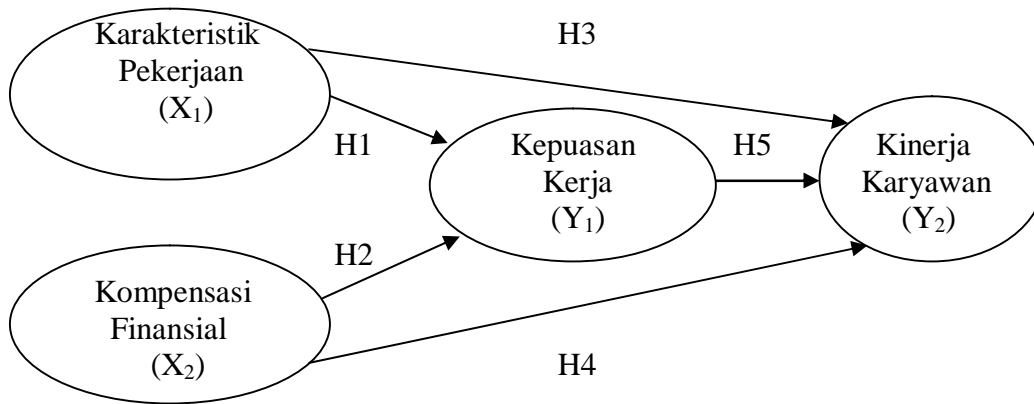 Karakteristik
Pekerjaan
(X₁)
H3
H1
Kepuasan
Kerja
(Y₁)
H5
Kinerja
Karyawan
(Y₂)
H2
Kompensasi
Finansial
(X₂)
H4